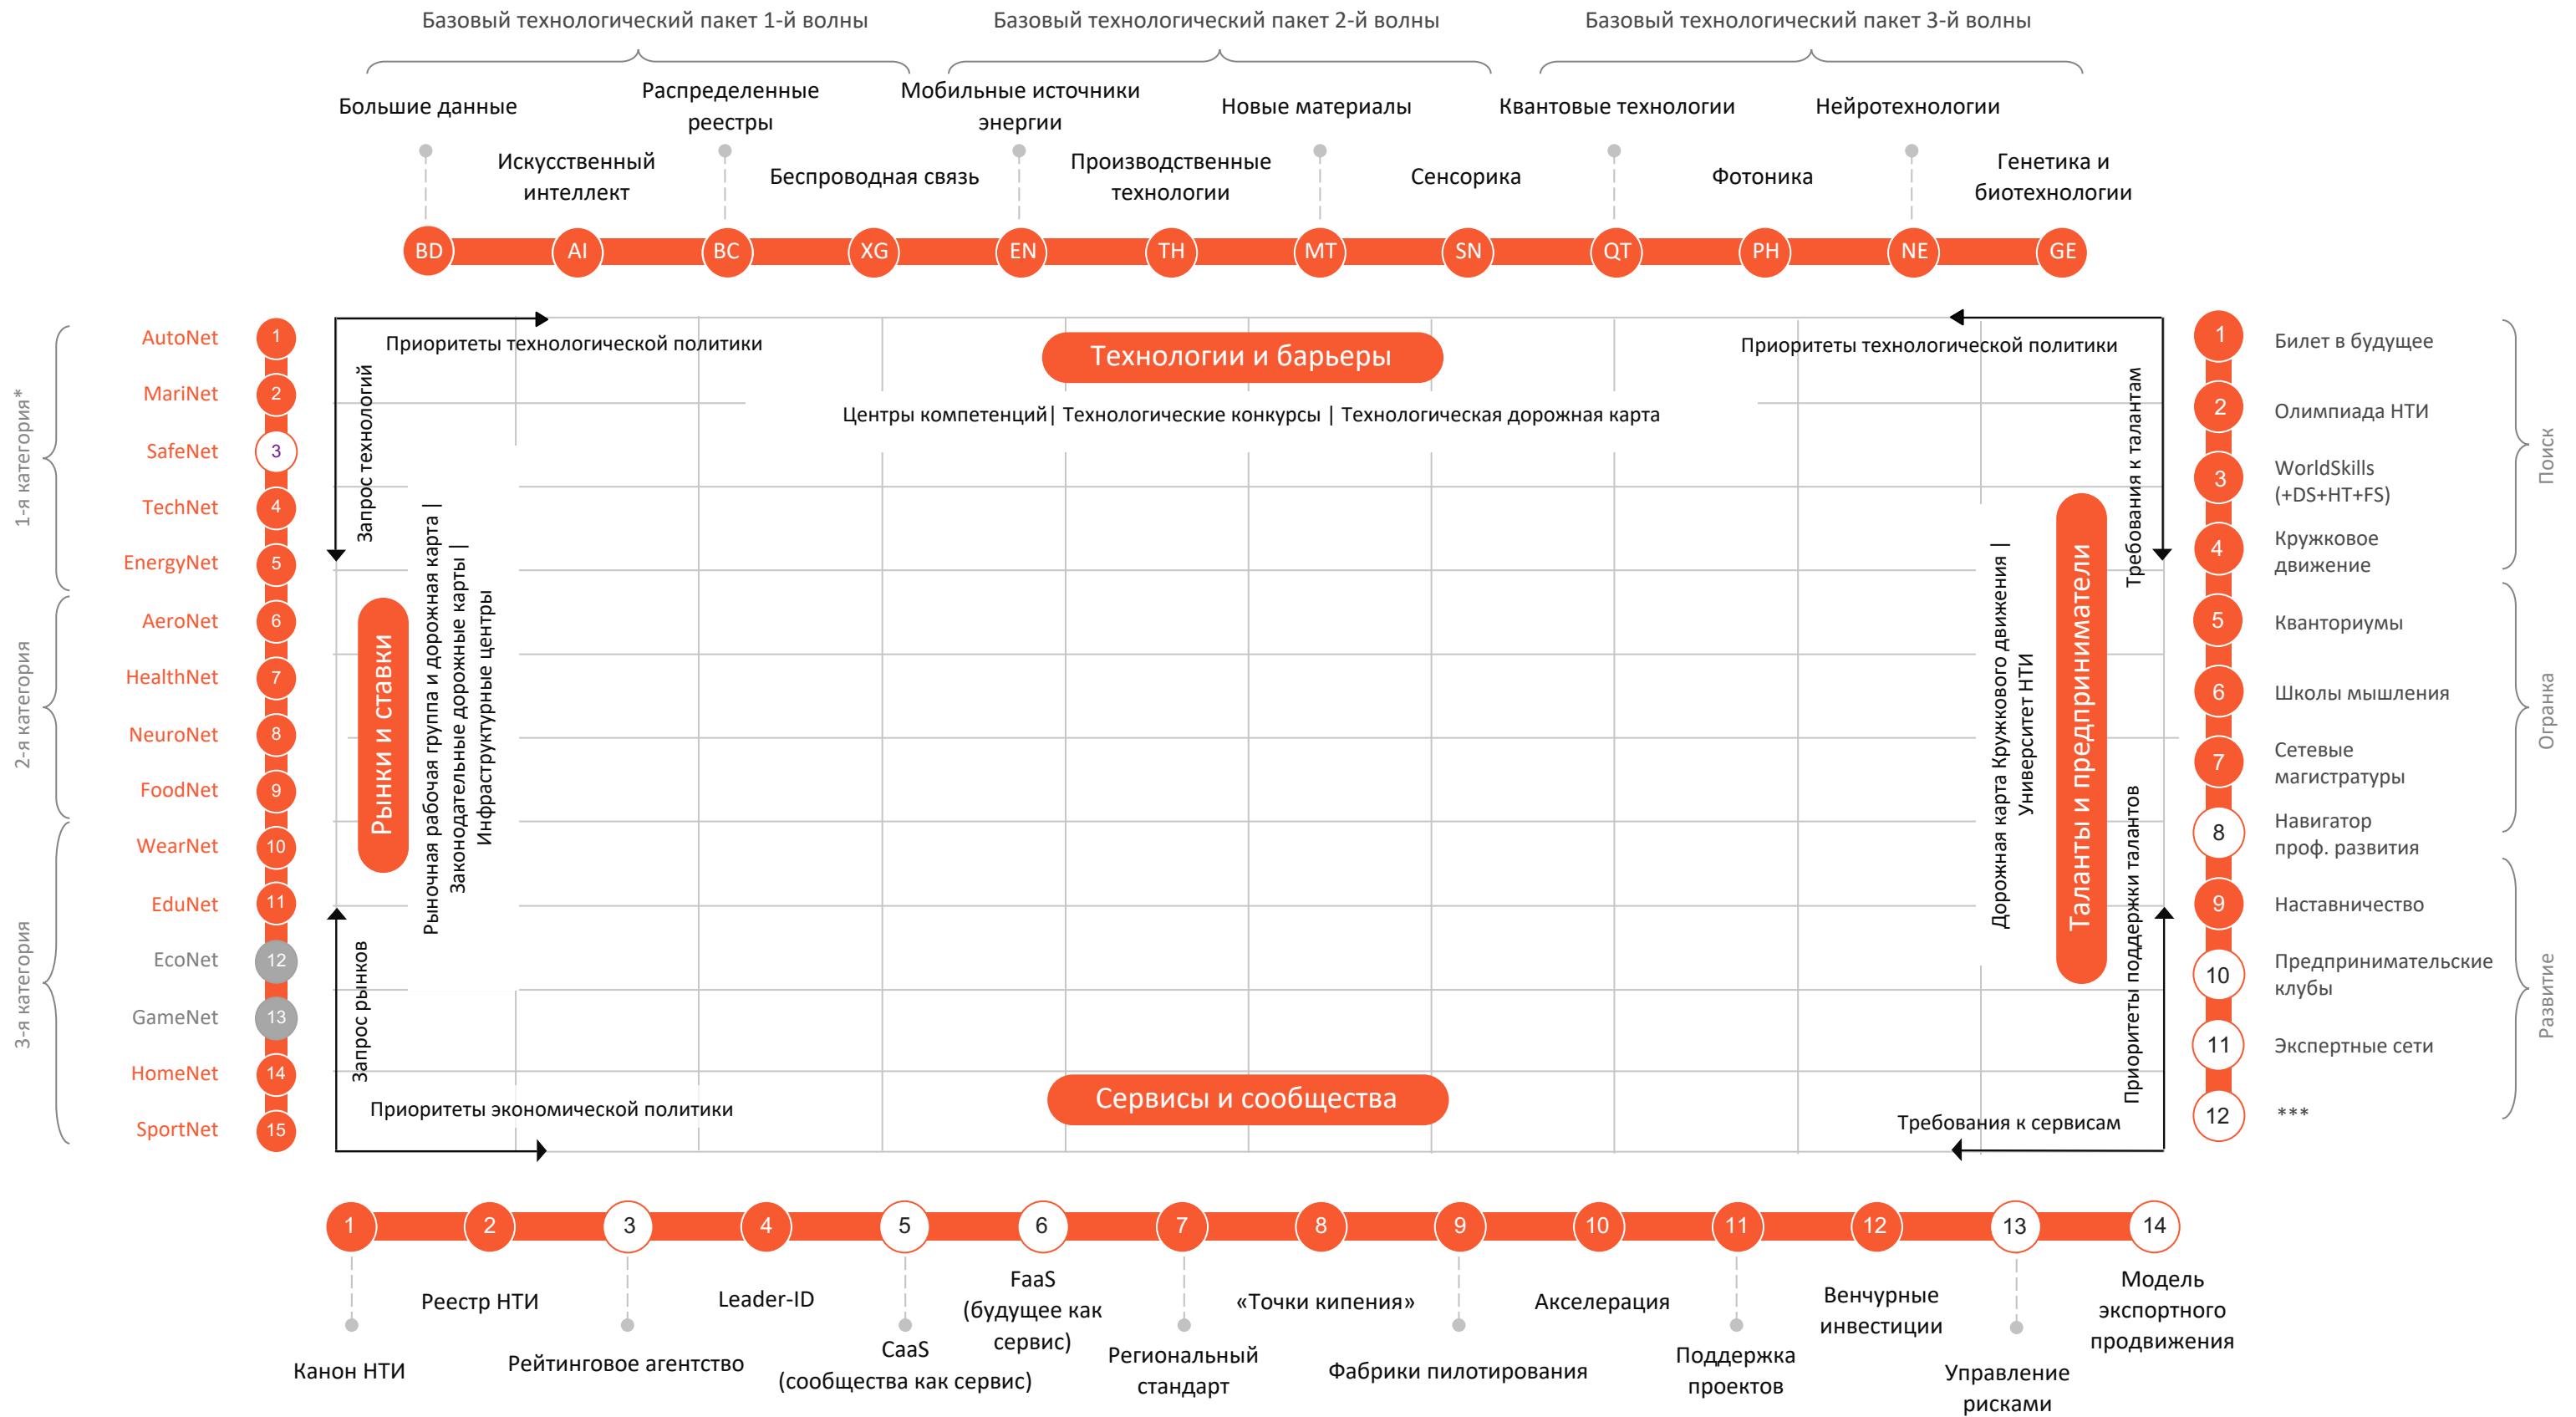 Базовый технологический пакет 1-й волны
Базовый технологический пакет 2-й волны
Базовый технологический пакет 3-й волны
Большие данные
Искусственный
интеллект
Распределенные
реестры
Беспроводная связь
Мобильные источники
энергии
Производственные
технологии
Новые материалы
Сенсорика
Квантовые технологии
Фотоника
Нейротехнологии
Генетика и
биотехнологии
BD
AI
BC
XG
EN
TH
MT
SN
QT
PH
NE
GE
1-я категория*
AutoNet 1
MariNet 2
SafeNet 3
TechNet 4
EnergyNet 5
2-я категория
AeroNet 6
HealthNet 7
NeuroNet 8
FoodNet 9
3-я категория
WearNet 10
EduNet 11
EcoNet 12
GameNet 13
HomeNet 14
SportNet 15
Приоритеты технологической политики
Запрос технологий
Технологии и барьеры
Центры компетенций| Технологические конкурсы | Технологическая дорожная карта
Приоритеты технологической политики
Требования к талантам
Рынки и ставки
Рыночная рабочая группа и дорожная карта |
Законодательные дорожные карты |
Инфраструктурные центры
Дорожная карта Кружкового движения |
Университет НТИ
Таланты и предприниматели
Запрос рынков
Приоритеты экономической политики
Сервисы и сообщества
Приоритеты поддержки талантов
Требования к сервисам
1 Билет в будущее
2 Олимпиада НТИ
3 WorldSkills
(+DS+HT+FS)
4 Кружковое
движение
Поиск
5 Кванториумы
6 Школы мышления
7 Сетевые
магистратуры
8 Навигатор
проф. развития
Огранка
9 Наставничество
10 Предпринимательские
клубы
11 Экспертные сети
12 ***
Развитие
1
2
3
4
5
6
7
8
9
10
11
12
13
14
Канон НТИ
Реестр НТИ
Рейтинговое агентство
Leader-ID
CaaS
(сообщества как сервис)
FaaS
(будущее как
сервис)
Региональный
стандарт
«Точки кипения»
Фабрики пилотирования
Акселерация
Поддержка
проектов
Венчурные
инвестиции
Управление
рисками
Модель
экспортного
продвижения